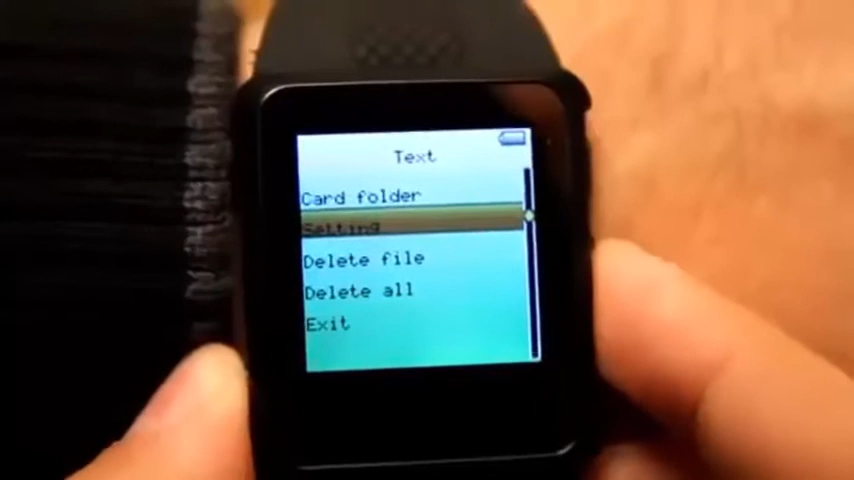 Text
Card folder
Setting
Delete file
Delete all
Exit